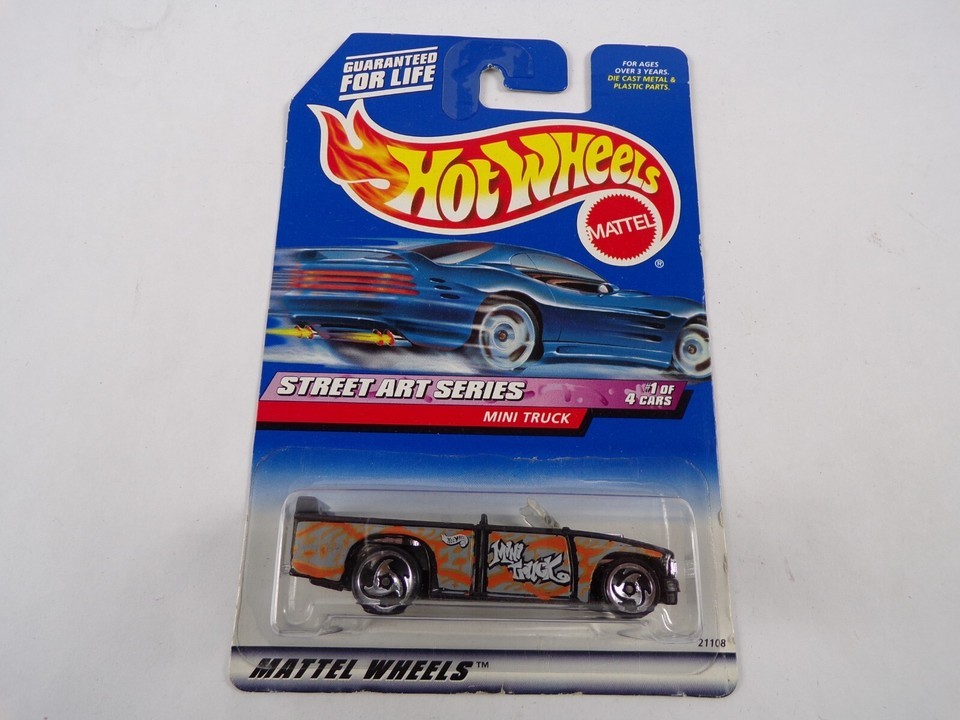 GUARANTEED
FOR LIFE
FOR AGES
OVER 3 YEARS.
DIE CAST METAL &
PLASTIC PARTS.
HOT WHEELS
MATTEL
®
STREET ART SERIES
#1 OF
4 CARS
MINI TRUCK
MINI
TRUCK
21108
MATTEL WHEELS™